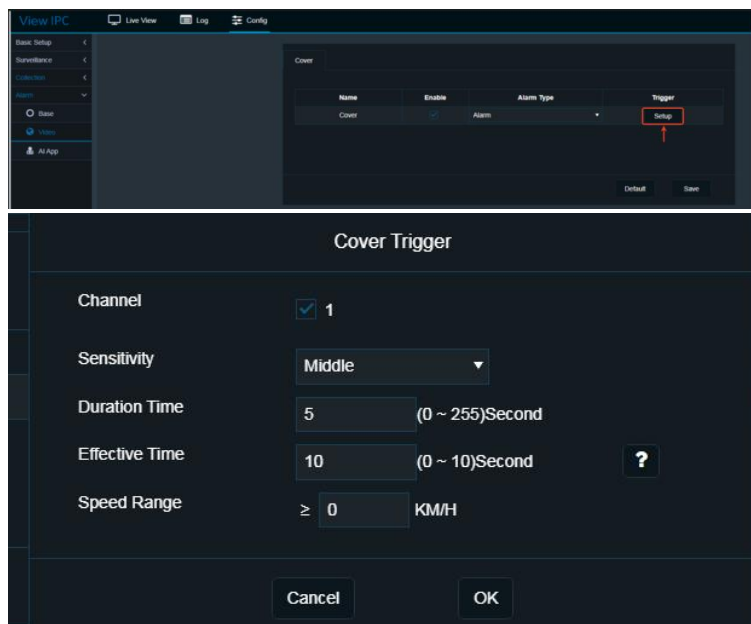 View IPC Live View Log Config
Basic Setup
Surveillance
Collection
Alarm
Base
Video
AI App
Cover
Name Enable Alarm Type Trigger
Cover Alarm Setup
Default Save
Cover Trigger
Channel 1
Sensitivity Middle
Duration Time 5 (0 ~ 255)Second
Effective Time 10 (0 ~ 10)Second ?
Speed Range ≥ 0 KM/H
Cancel OK